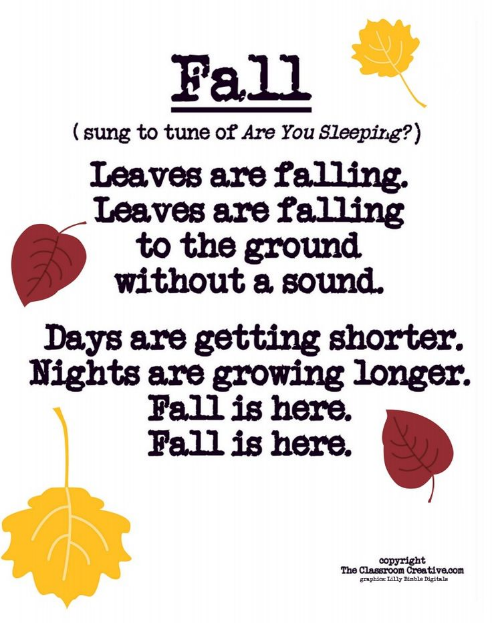 Fall
( sung to tune of Are You Sleeping?)
Leaves are falling.
Leaves are falling
to the ground
without a sound.
Days are getting shorter.
Nights are growing longer.
Fall is here.
Fall is here.
copyright
The Classroom Creative.com
graphics: Lilly Bimble Digitals